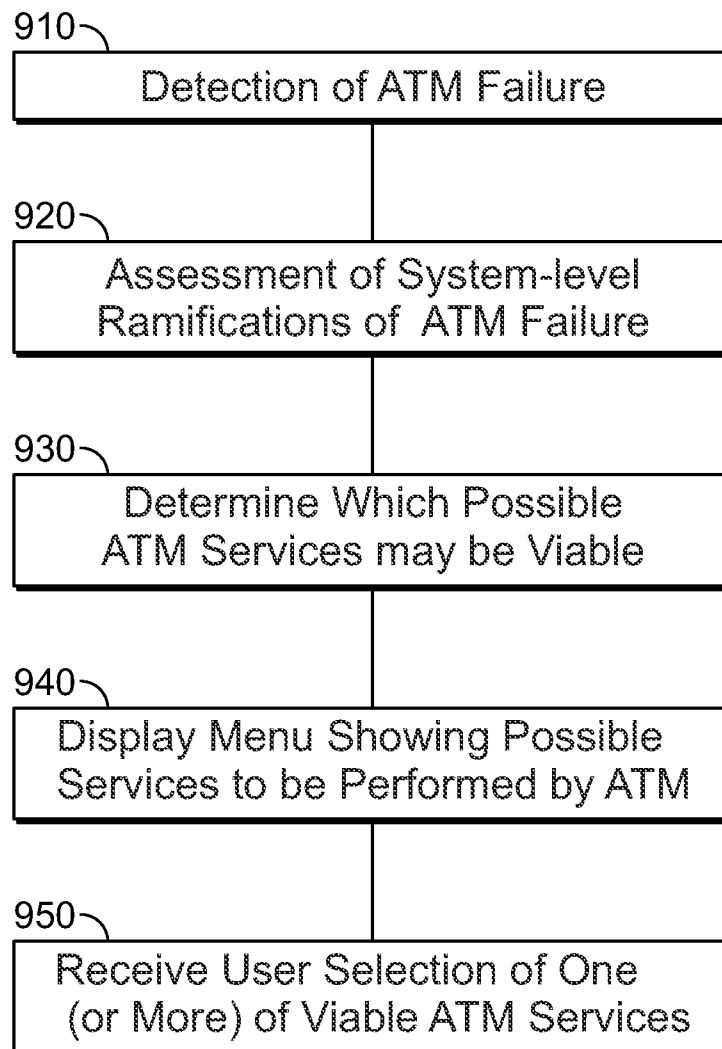 910
Detection of ATM Failure
920
Assessment of System-level
Ramifications of ATM Failure
930
Determine Which Possible
ATM Services may be Viable
940
Display Menu Showing Possible
Services to be Performed by ATM
950
Receive User Selection of One
(or More) of Viable ATM Services